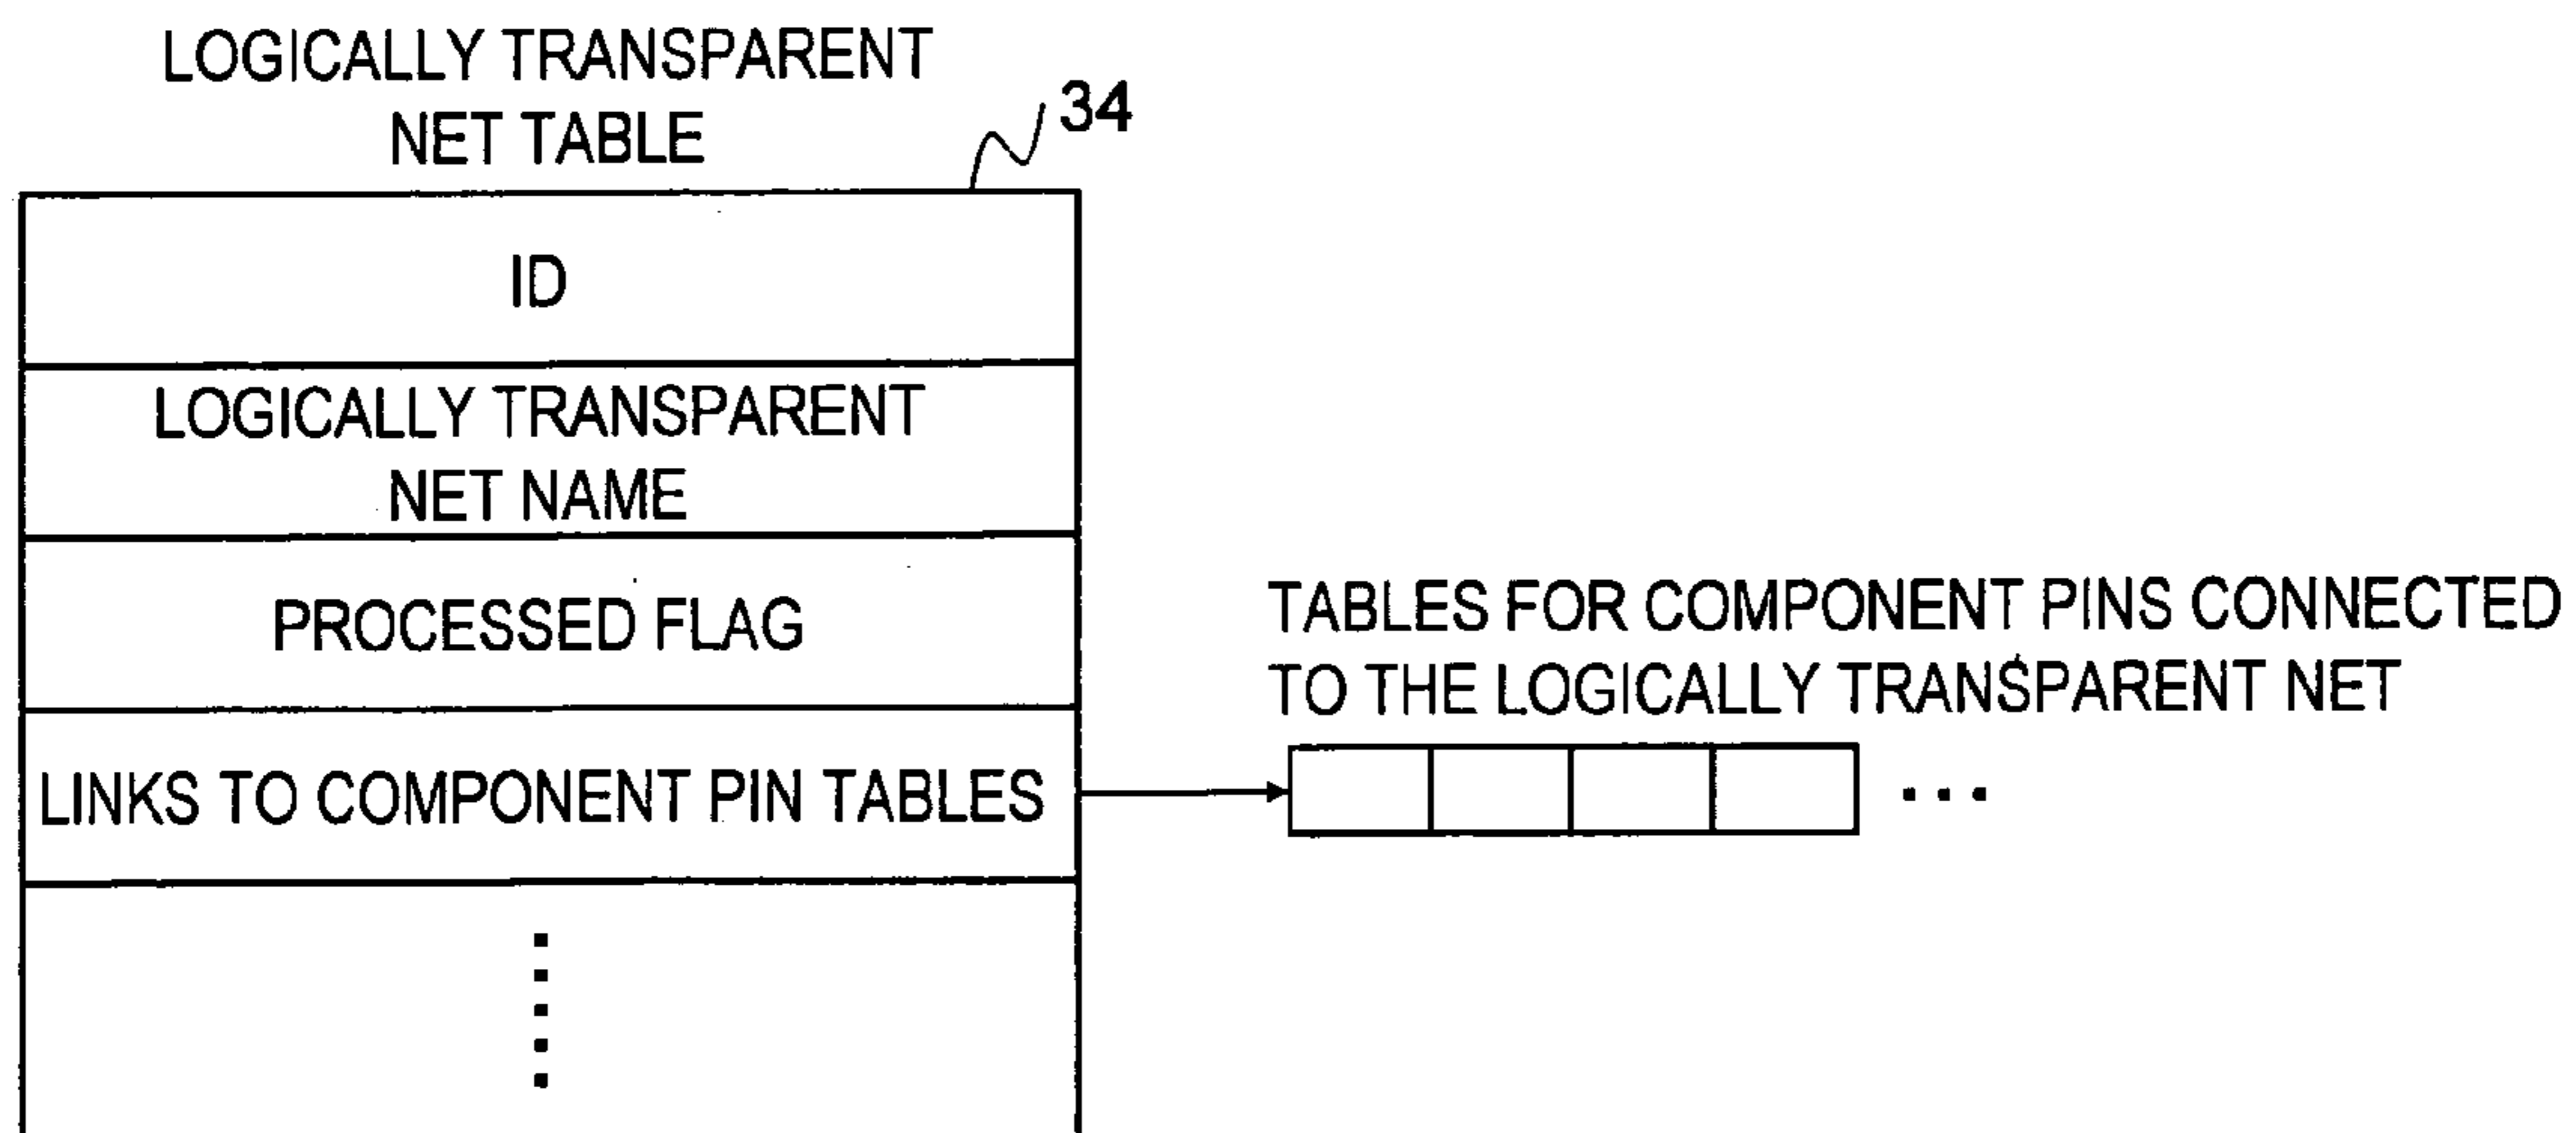 LOGICALLY TRANSPARENT
NET TABLE
34
ID
LOGICALLY TRANSPARENT
NET NAME
PROCESSED FLAG
LINKS TO COMPONENT PIN TABLES
TABLES FOR COMPONENT PINS CONNECTED
TO THE LOGICALLY TRANSPARENT NET